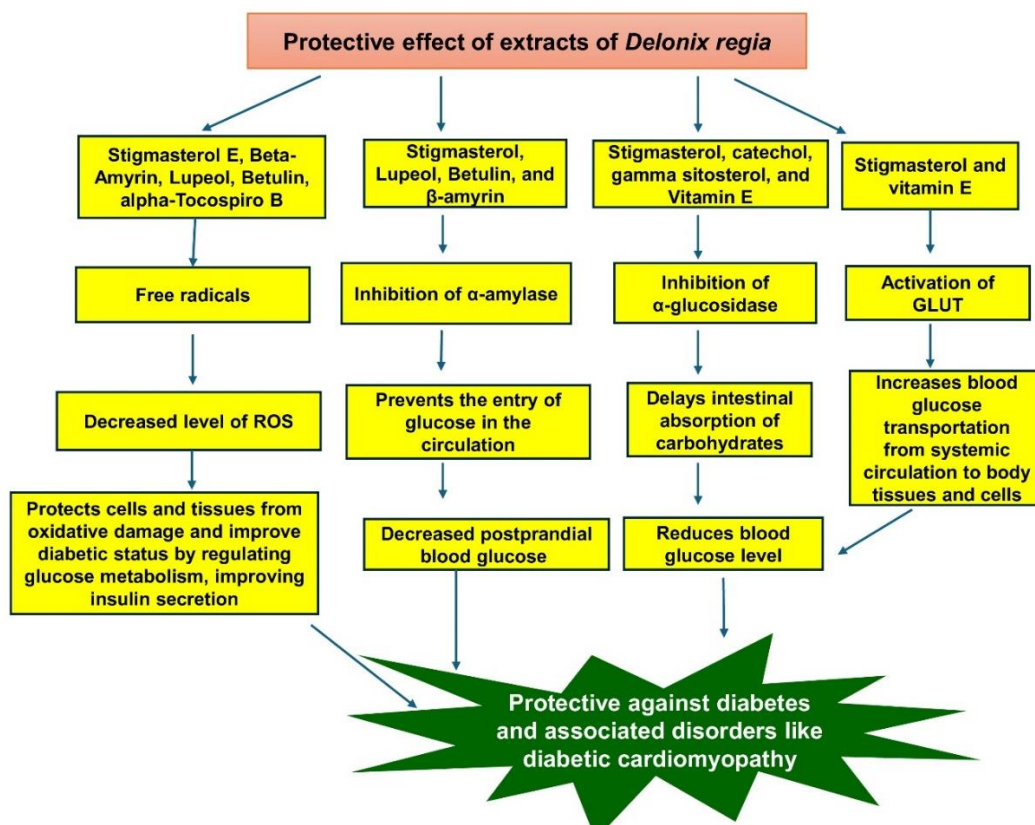 Protective effect of extracts of Delonix regia
Stigmasterol E, Beta-
Amyrin, Lupeol, Betulin,
alpha-Tocospiro B
Free radicals
Decreased level of ROS
Protects cells and tissues from
oxidative damage and improve
diabetic status by regulating
glucose metabolism, improving
insulin secretion
Stigmasterol,
Lupeol, Betulin, and
β-amyrin
Inhibition of α-amylase
Prevents the entry of
glucose in the
circulation
Decreased postprandial
blood glucose
Stigmasterol, catechol,
gamma sitosterol, and
Vitamin E
Inhibition of
α-glucosidase
Delays intestinal
absorption of
carbohydrates
Reduces blood
glucose level
Stigmasterol and
vitamin E
Activation of
GLUT
Increases blood
glucose
transportation
from systemic
circulation to body
tissues and cells
Protective against diabetes
and associated disorders like
diabetic cardiomyopathy